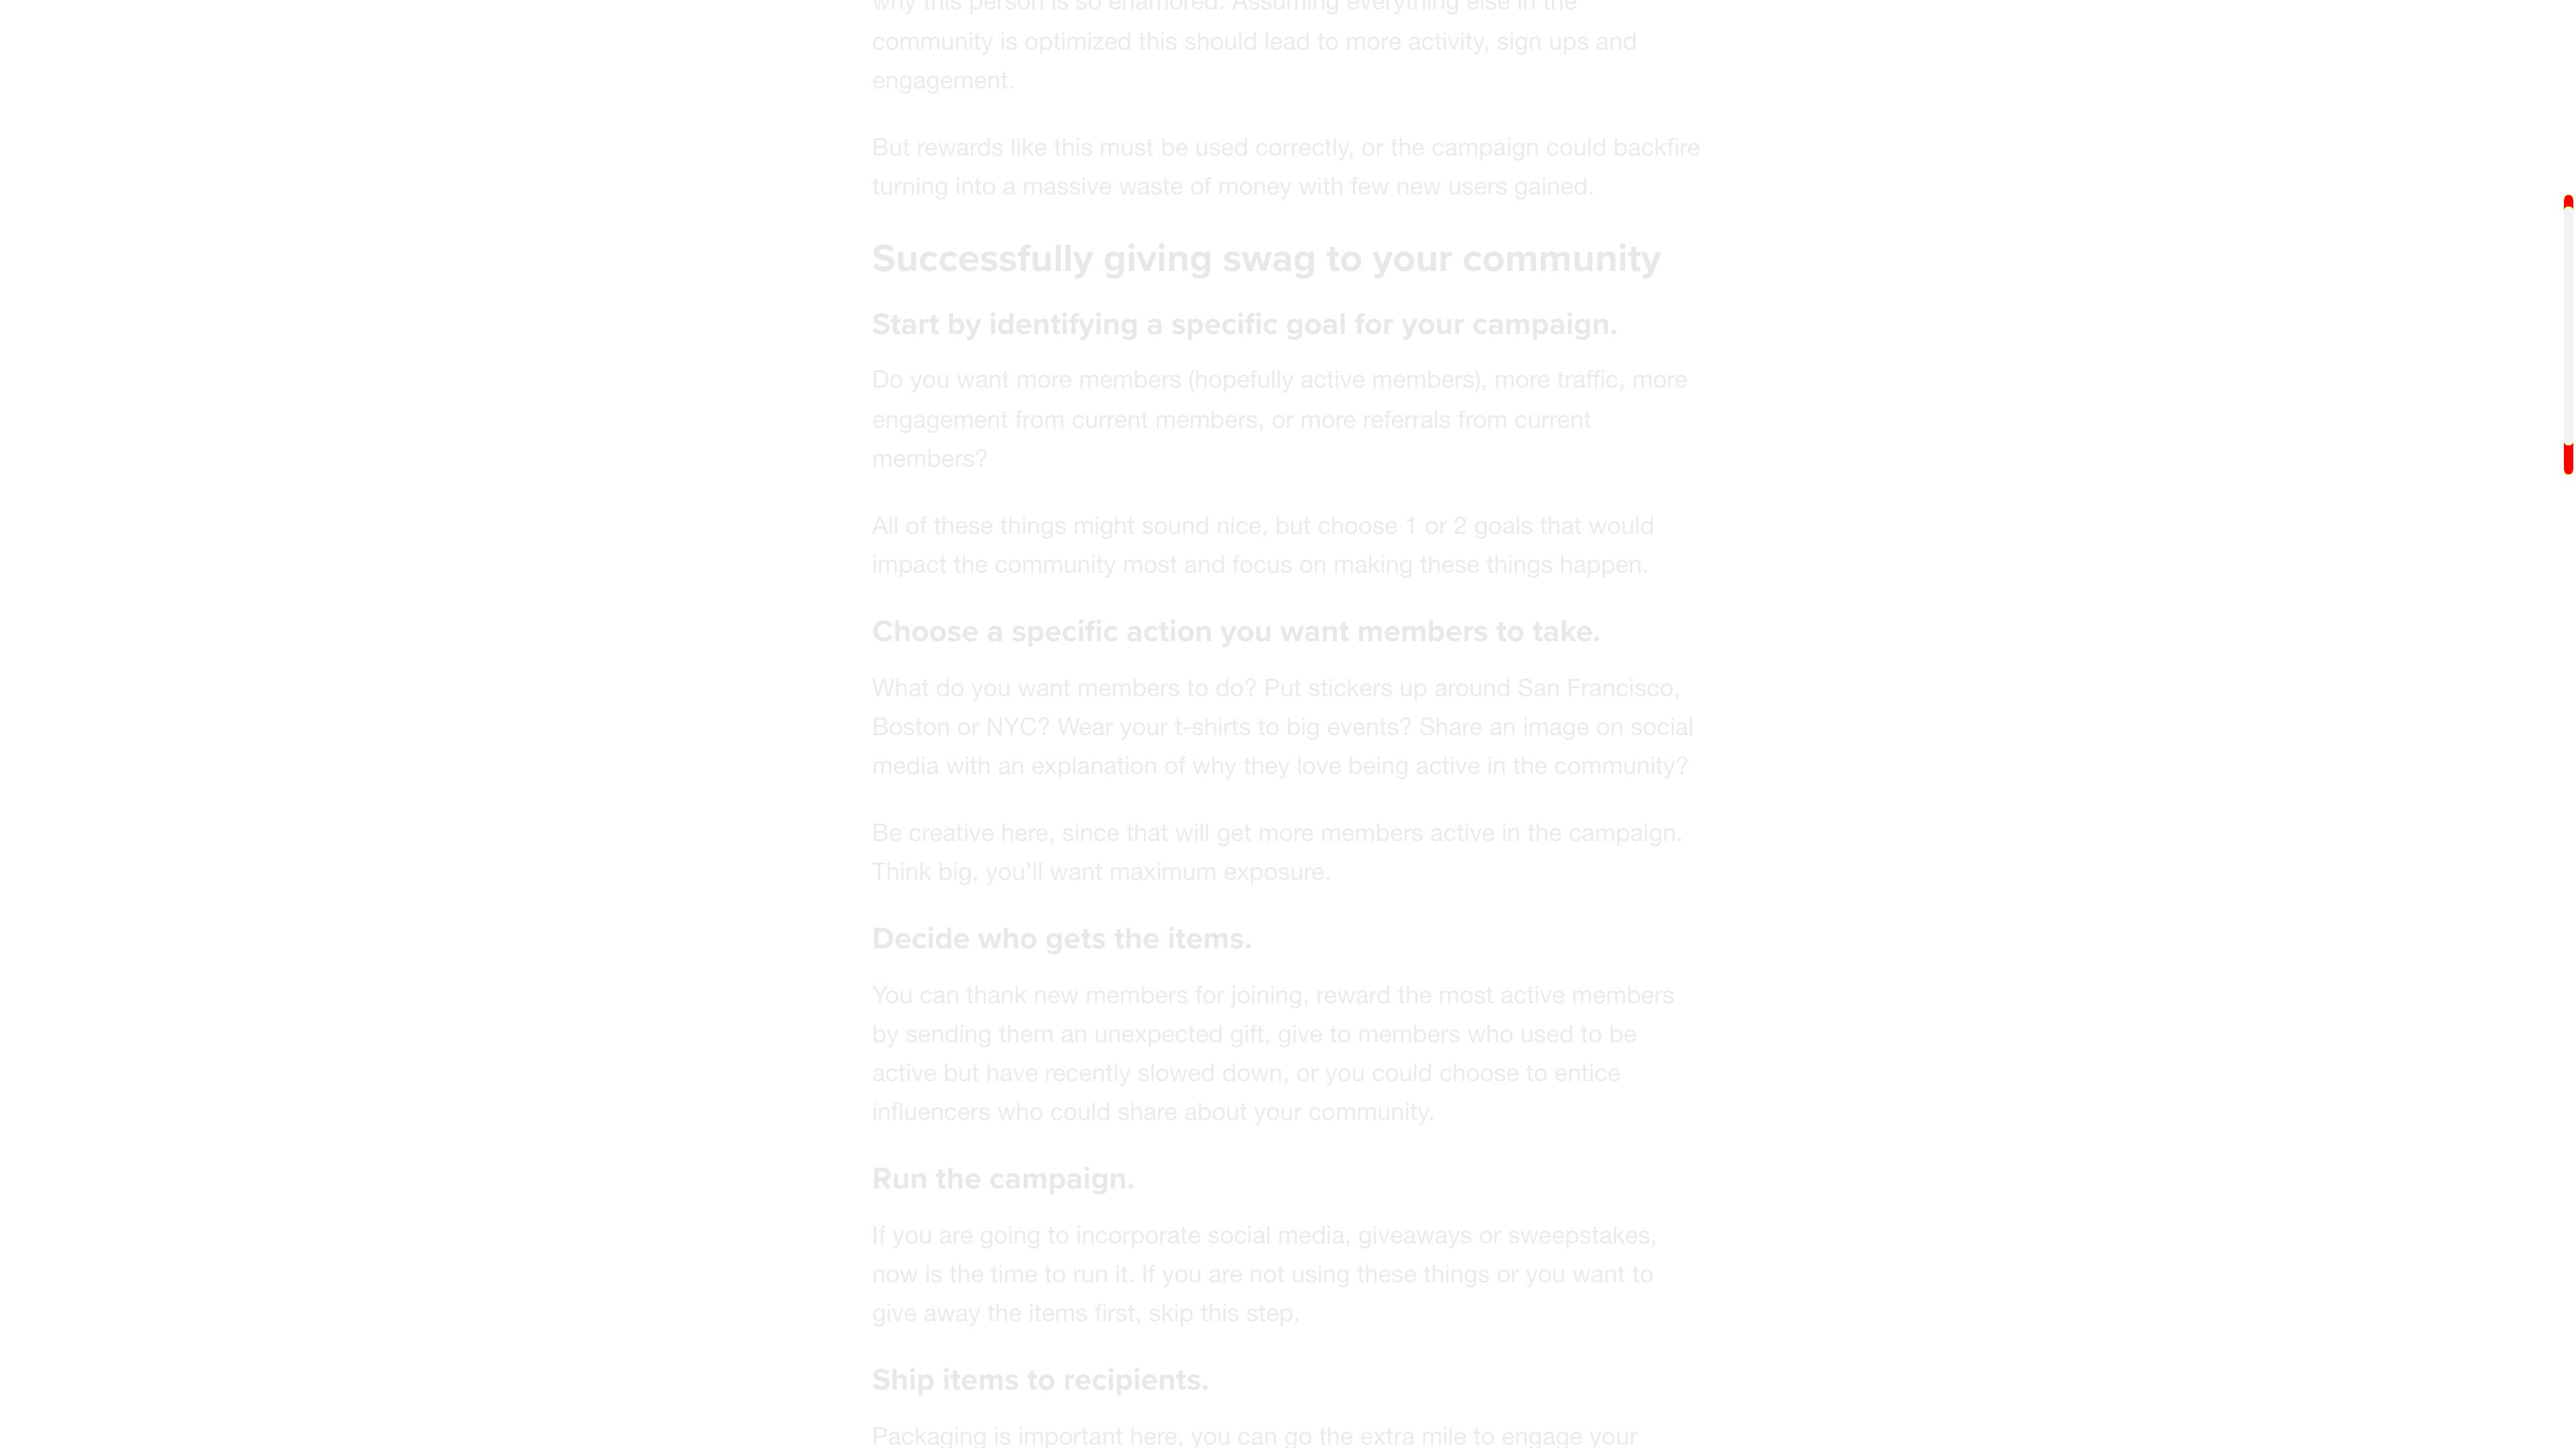 why this person is so enamored. Assuming everything else in the
community is optimized this should lead to more activity, sign ups and
engagement.
But rewards like this must be used correctly, or the campaign could backfire
turning into a massive waste of money with few new users gained.
Successfully giving swag to your community
Start by identifying a specific goal for your campaign.
Do you want more members (hopefully active members), more traffic, more
engagement from current members, or more referrals from current
members?
All of these things might sound nice, but choose 1 or 2 goals that would
impact the community most and focus on making these things happen.
Choose a specific action you want members to take.
What do you want members to do? Put stickers up around San Francisco,
Boston or NYC? Wear your t-shirts to big events? Share an image on social
media with an explanation of why they love being active in the community?
Be creative here, since that will get more members active in the campaign.
Think big, you'll want maximum exposure.
Decide who gets the items.
You can thank new members for joining, reward the most active members
by sending them an unexpected gift, give to members who used to be
active but have recently slowed down, or you could choose to entice
influencers who could share about your community.
Run the campaign.
If you are going to incorporate social media, giveaways or sweepstakes,
now is the time to run it. If you are not using these things or you want to
give away the items first, skip this step.
Ship items to recipients.
Packaging is important here, you can go the extra mile to engage your